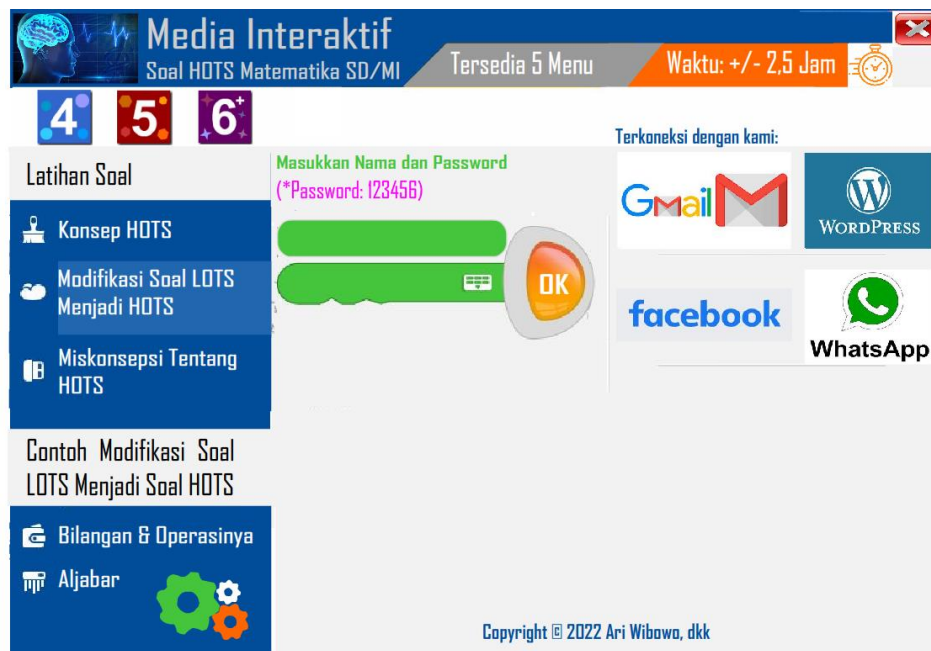 Media Interaktif
Soal HOTS Matematika SD/MI
Tersedia 5 Menu
Waktu: +/- 2,5 Jam
4 5 6+
Terkoneksi dengan kami:
Latihan Soal
Masukkan Nama dan Password
(*Password: 123456)
Gmail
WORDPRESS
Konsep HOTS
Modifikasi Soal LOTS
Menjadi HOTS
OK
facebook
WhatsApp
Miskonsepsi Tentang
HOTS
Contoh Modifikasi Soal
LOTS Menjadi Soal HOTS
Bilangan & Operasinya
Aljabar
Copyright © 2022 Ari Wibowo, dkk